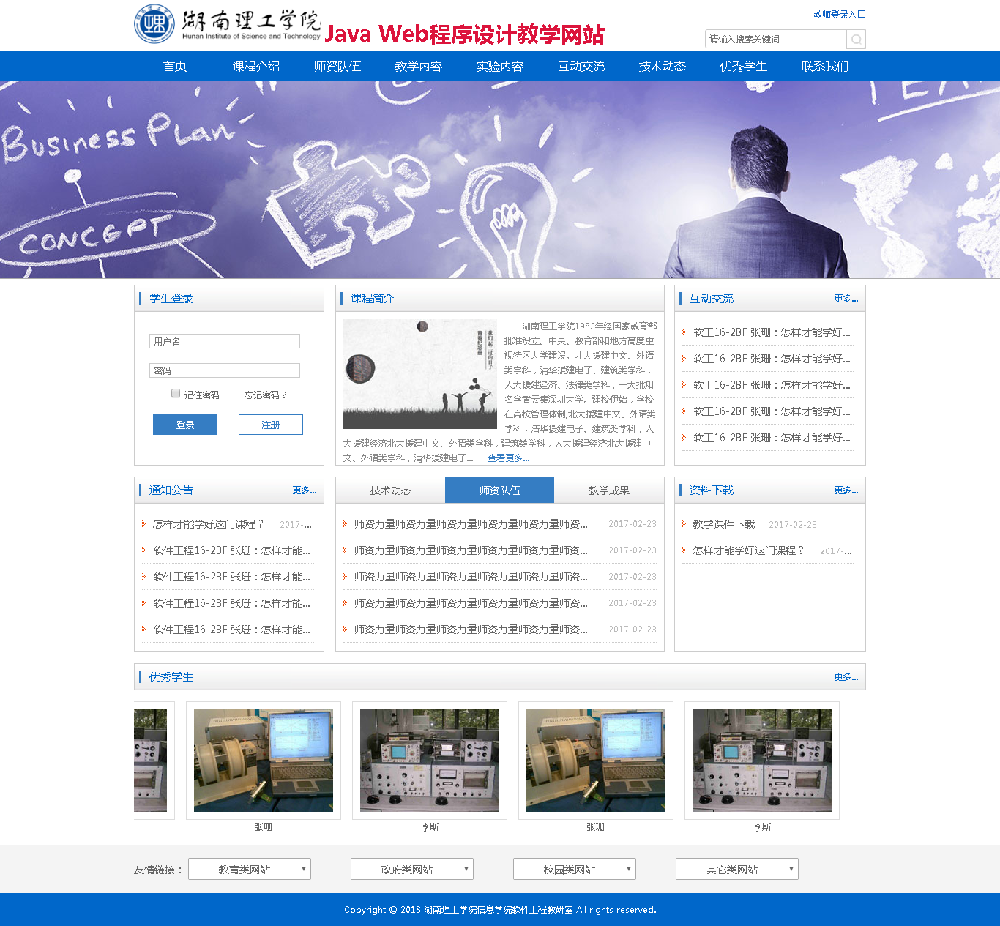 湖南理工学院
Hunan Institute of Science and Technology
Java Web程序设计教学网站
教师登录入口
请输入搜索关键词
首页 课程介绍 师资队伍 教学内容 实验内容 互动交流 技术动态 优秀学生 联系我们
BUSINESS PLAN
CONCEPT
TEA
学生登录
用户名
密码
记住密码 忘记密码？
登录 注册
课程简介
湖南理工学院1983年经国家教育部
批准设立。中央、教育部和地方高度重
视特区大学建设。北大援建中文、外语
类学科，清华援建电子、建筑类学科，
人大援建经济、法律类学科，一大批知
名学者云集深圳大学。建校伊始，学校
在高校管理体制,北大援建中文、外语类
学科，清华援建电子、建筑类学科，人
大援建经济北大援建中文、外语类学科，建筑类学科，人大援建经济北大援建中
文、外语类学科，清华援建电子... 查看更多...
互动交流 更多...
软工16-2BF 张珊：怎样才能学好...
软工16-2BF 张珊：怎样才能学好...
软工16-2BF 张珊：怎样才能学好...
软工16-2BF 张珊：怎样才能学好...
软工16-2BF 张珊：怎样才能学好...
通知公告 更多...
怎样才能学好这门课程？ 2017-...
软件工程16-2BF 张珊：怎样才能...
软件工程16-2BF 张珊：怎样才能...
软件工程16-2BF 张珊：怎样才能...
软件工程16-2BF 张珊：怎样才能...
技术动态 师资队伍 教学成果
师资力量师资力量师资力量师资力量师资力量师资... 2017-02-23
师资力量师资力量师资力量师资力量师资力量师资... 2017-02-23
师资力量师资力量师资力量师资力量师资力量师资... 2017-02-23
师资力量师资力量师资力量师资力量师资力量师资... 2017-02-23
师资力量师资力量师资力量师资力量师资力量师资... 2017-02-23
资料下载 更多...
教学课件下载 2017-02-23
怎样才能学好这门课程？ 2017-...
优秀学生 更多...
张珊 李斯 张珊 李斯
友情链接： --- 教育类网站 --- --- 政府类网站 --- --- 校园类网站 --- --- 其它类网站 ---
Copyright © 2018 湖南理工学院信息学院软件工程教研室 All rights reserved.